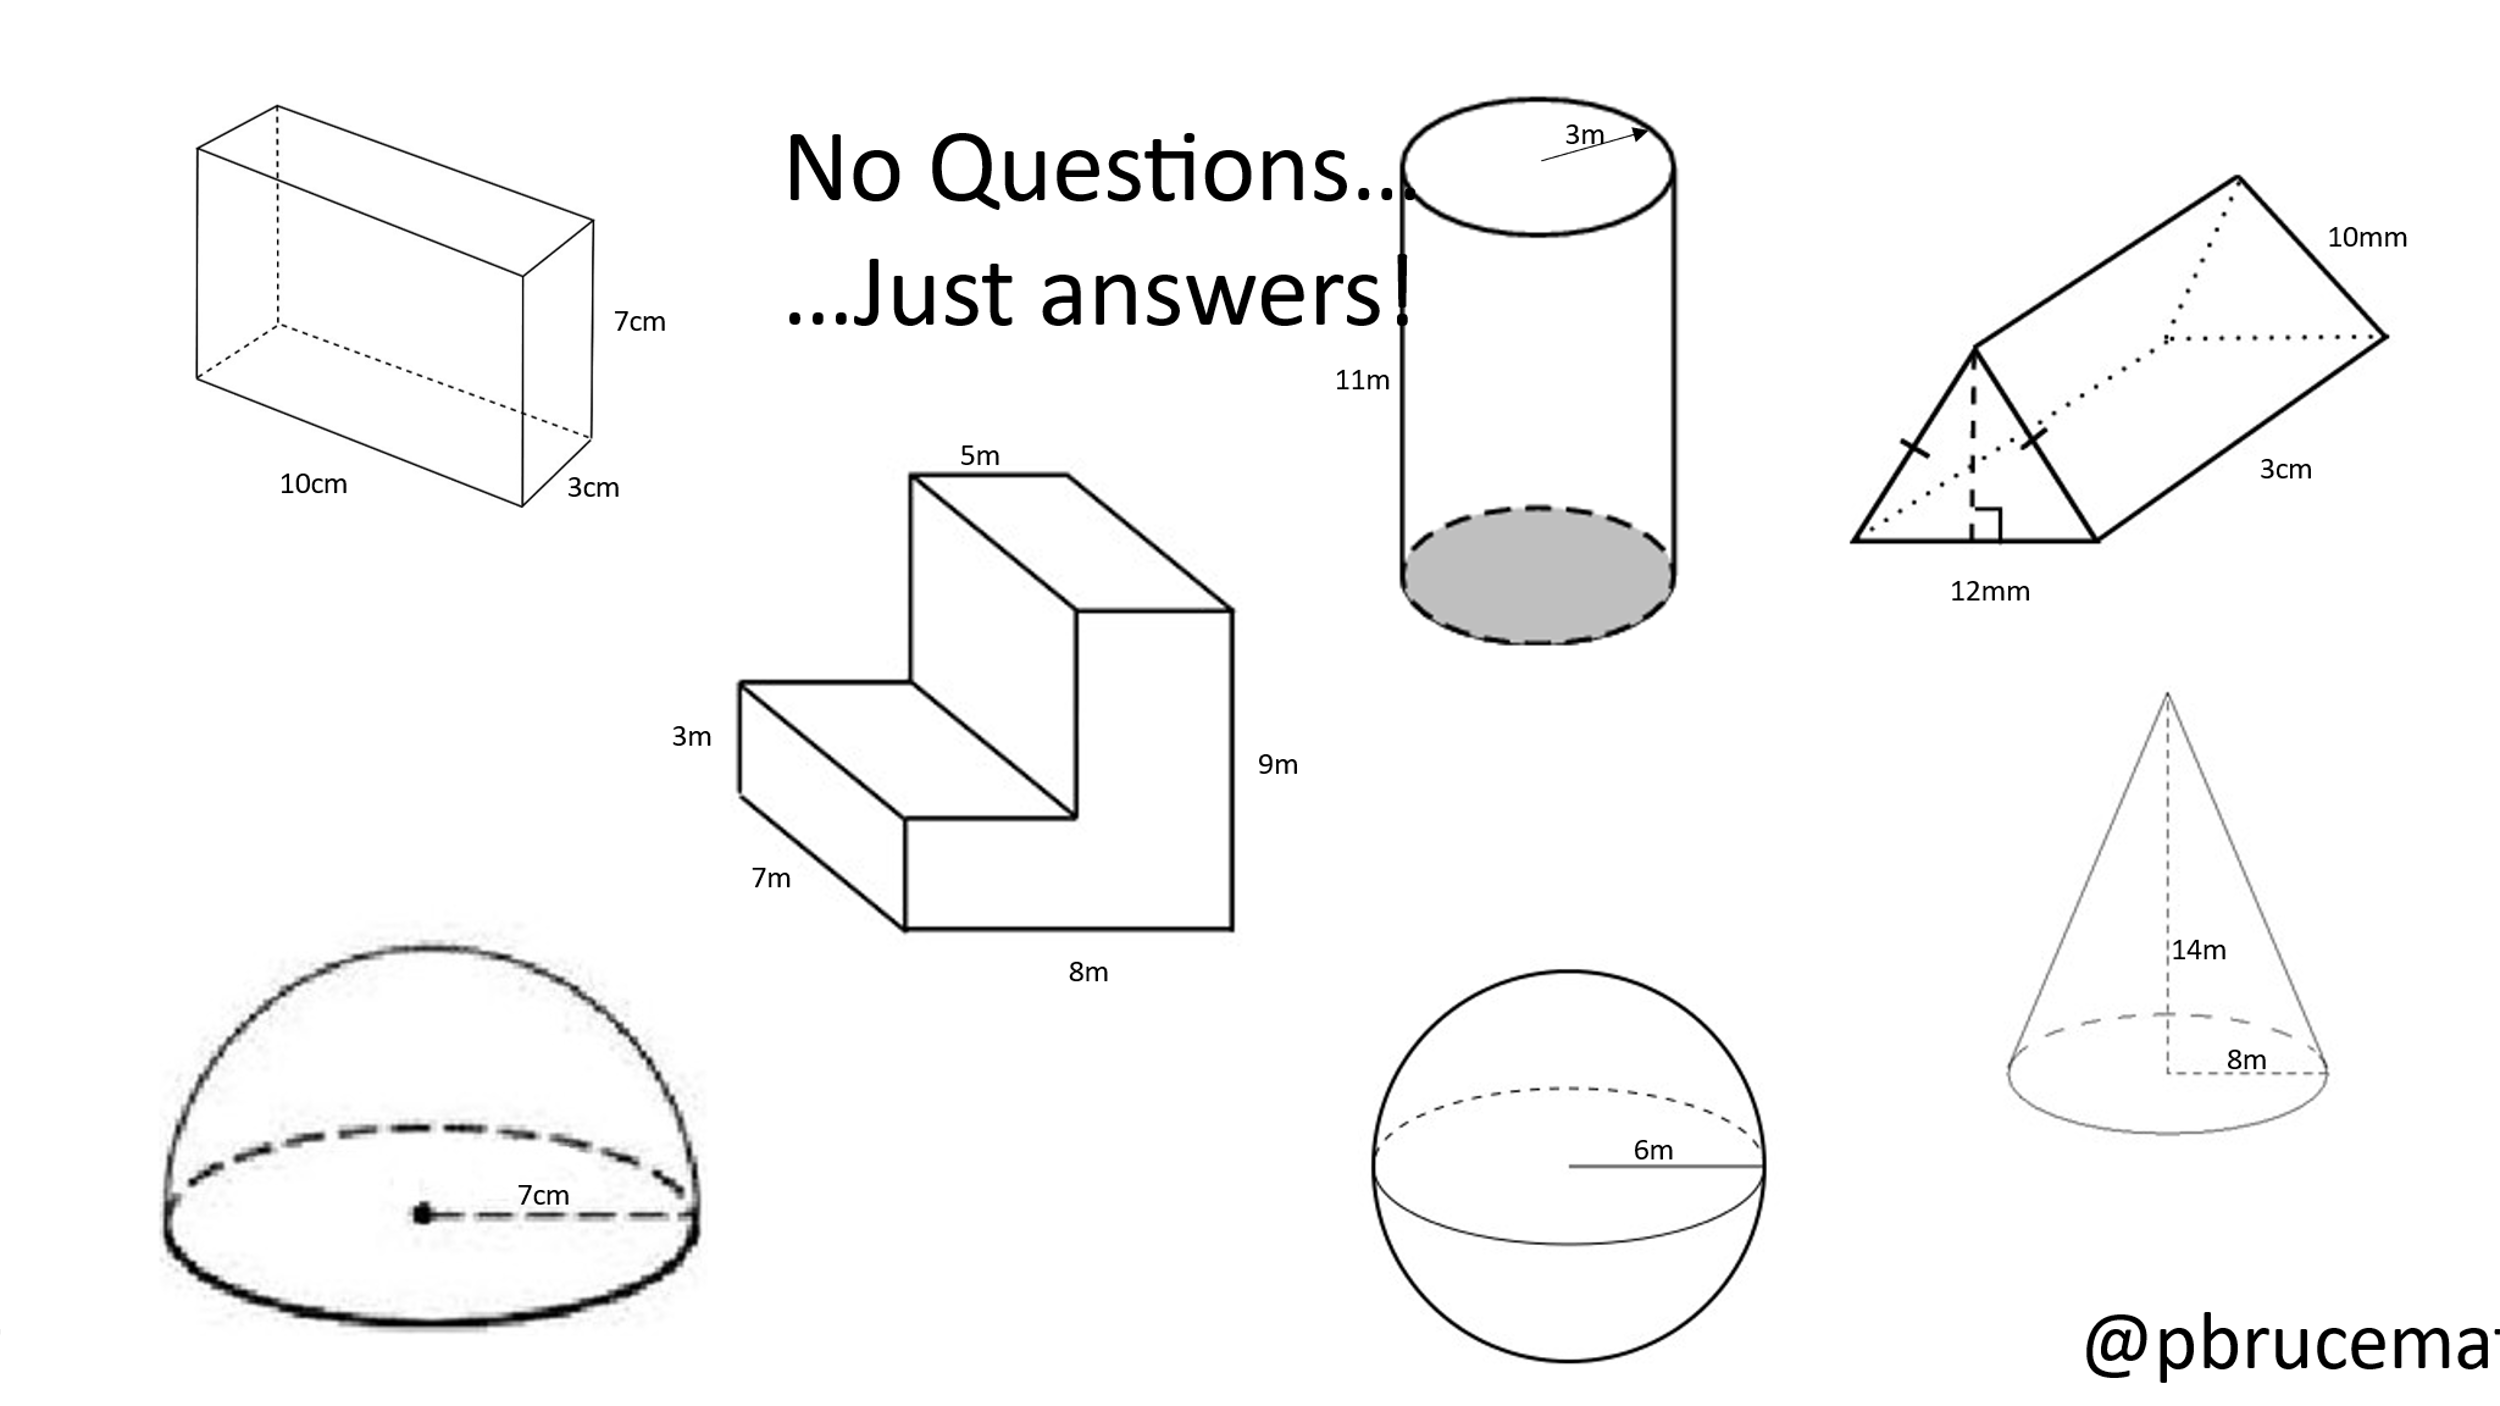 No Questions...
...Just answers!
7cm
10cm
3cm
5m
3m
9m
7m
8m
3m
11m
10mm
3cm
12mm
14m
8m
7cm
6m
@pbrucemat